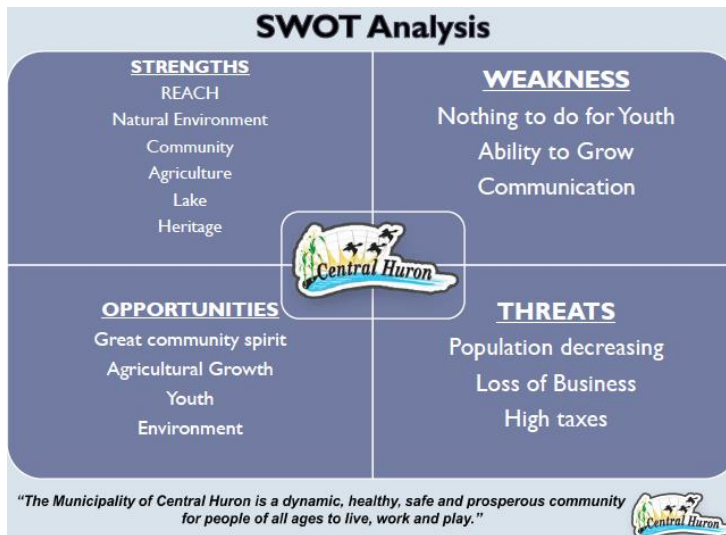 SWOT Analysis
STRENGTHS
REACH
Natural Environment
Community
Agriculture
Lake
Heritage
WEAKNESS
Nothing to do for Youth
Ability to Grow
Communication
Central Huron
OPPORTUNITIES
Great community spirit
Agricultural Growth
Youth
Environment
THREATS
Population decreasing
Loss of Business
High taxes
“The Municipality of Central Huron is a dynamic, healthy, safe and prosperous community
for people of all ages to live, work and play.”
Central Huron